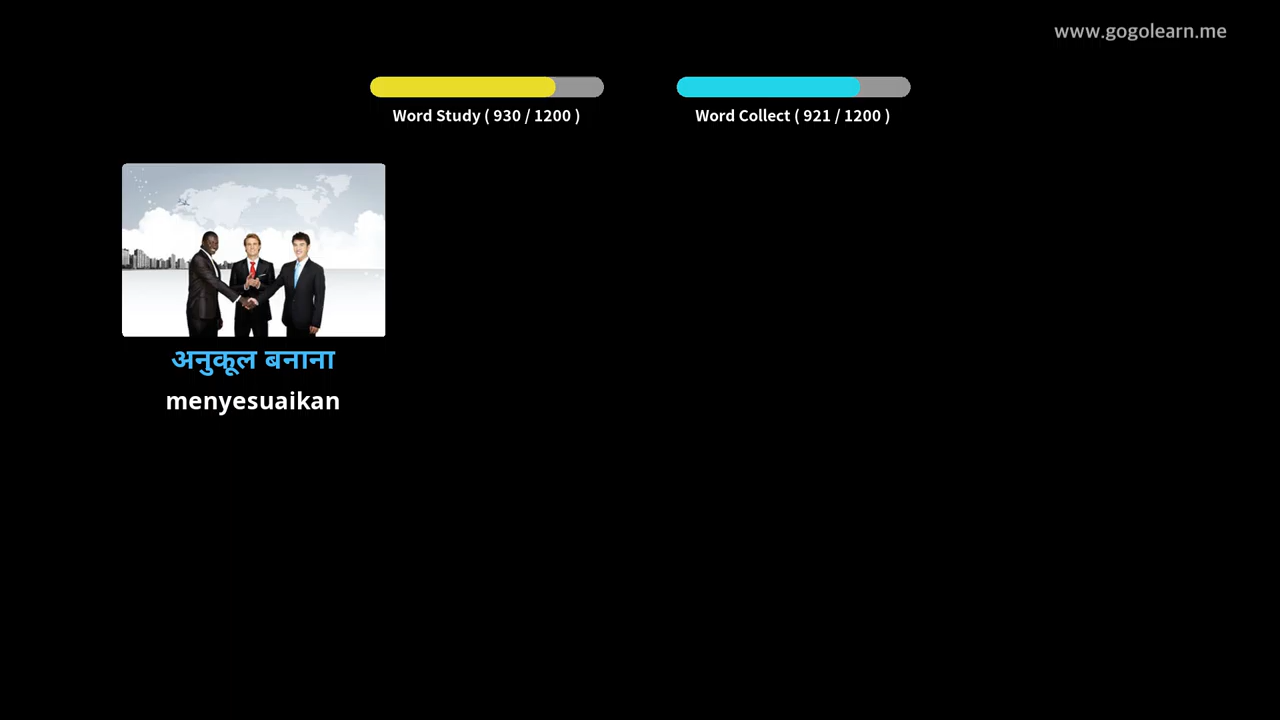 www.gogolearn.me
Word Study ( 930 / 1200 )
Word Collect ( 921 / 1200 )
अनुकूल बनाना
menyesuaikan